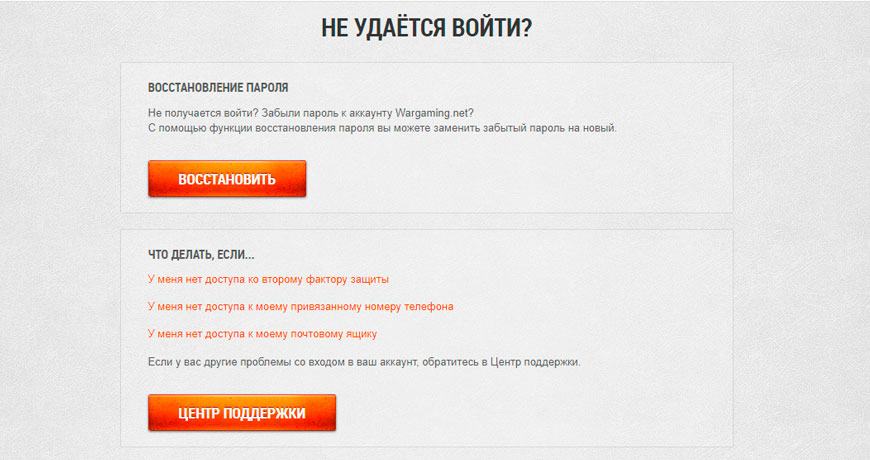 НЕ УДАЁТСЯ ВОЙТИ?
ВОССТАНОВЛЕНИЕ ПАРОЛЯ
Не получается войти? Забыли пароль к аккаунту Wargaming.net?
С помощью функции восстановления пароля вы можете заменить забытый пароль на новый.
ВОССТАНОВИТЬ
ЧТО ДЕЛАТЬ, ЕСЛИ...
У меня нет доступа ко второму фактору защиты
У меня нет доступа к моему привязанному номеру телефона
У меня нет доступа к моему почтовому ящику
Если у вас другие проблемы со входом в ваш аккаунт, обратитесь в Центр поддержки.
ЦЕНТР ПОДДЕРЖКИ